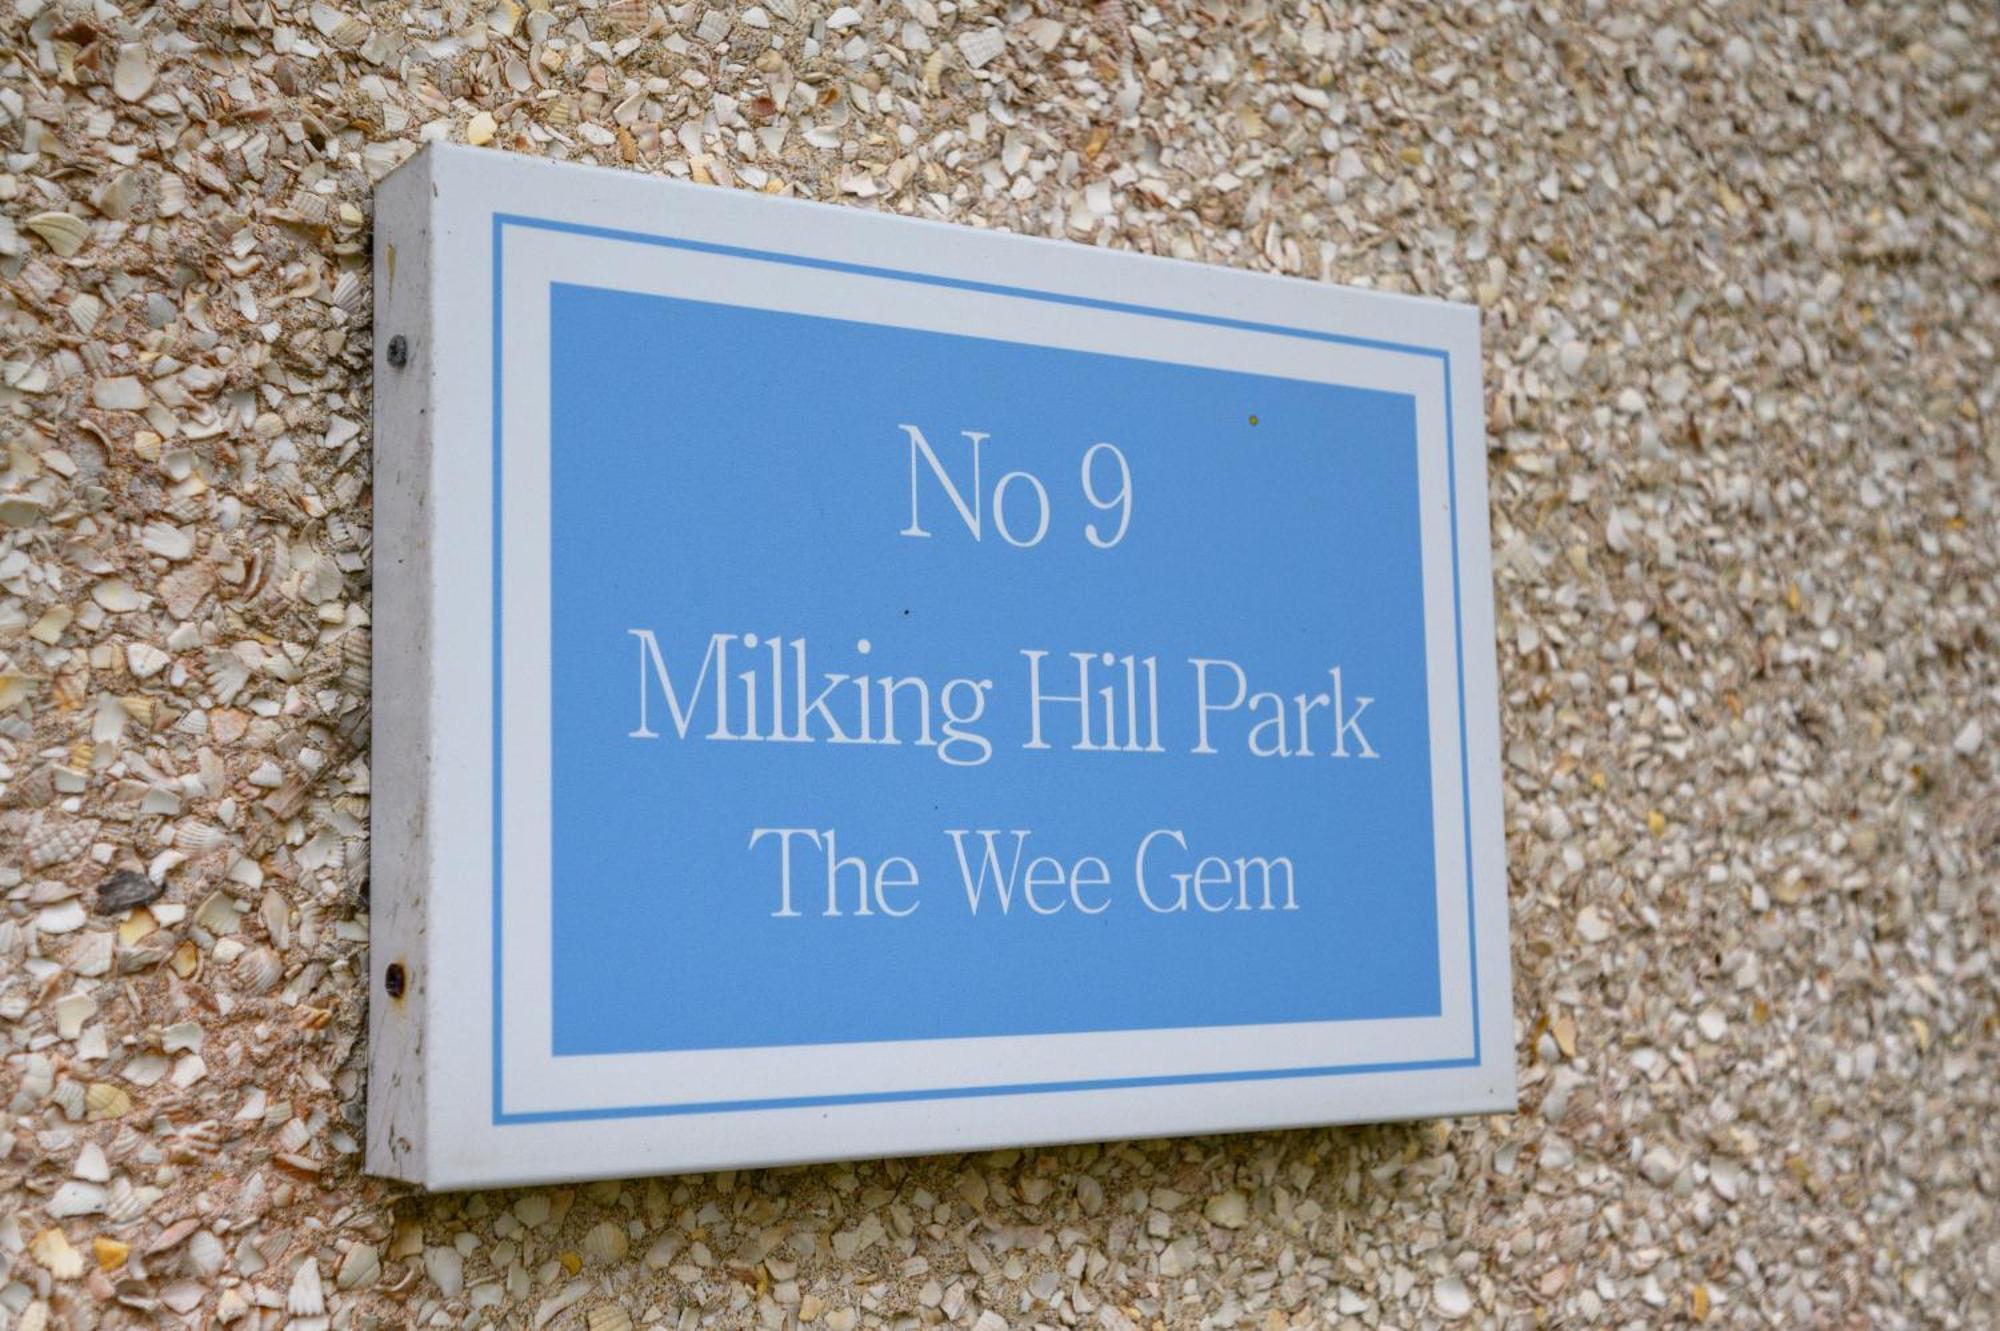 No 9
Milking Hill Park
The Wee Gem